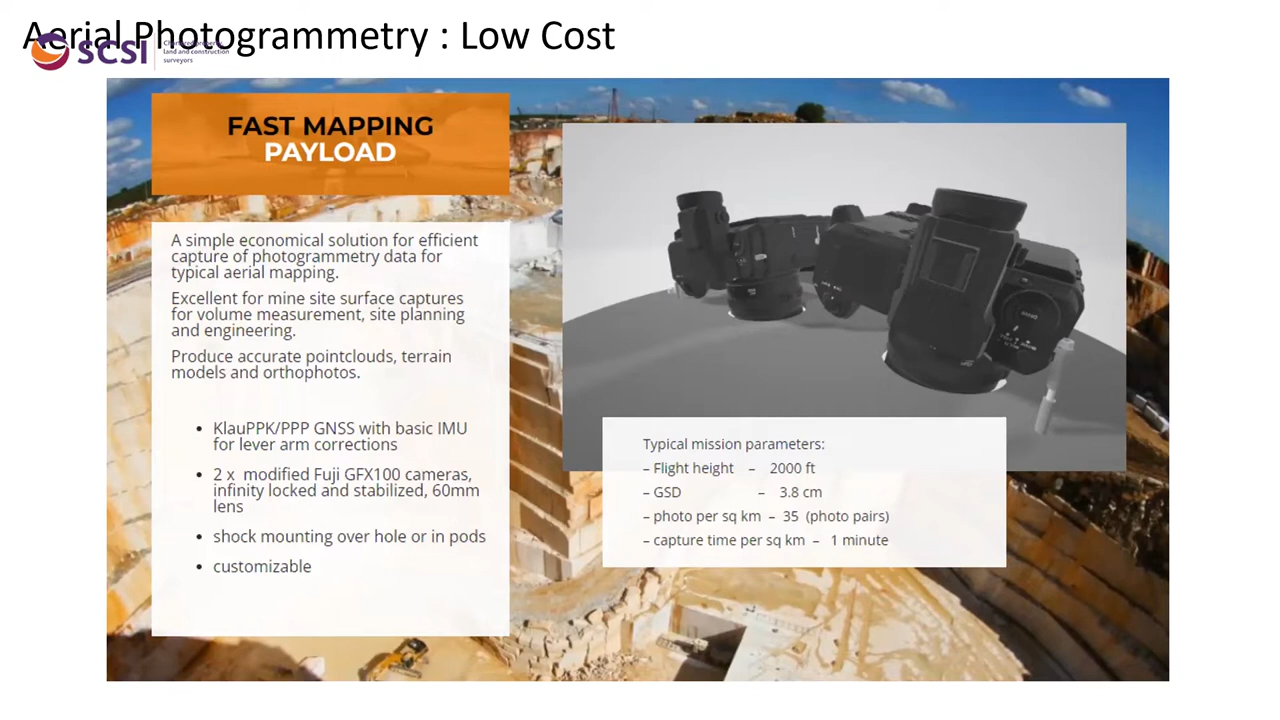 Aerial Photogrammetry : Low Cost
SCSI
land and construction
surveyors
FAST MAPPING
PAYLOAD
A simple economical solution for efficient
capture of photogrammetry data for
typical aerial mapping.
Excellent for mine site surface captures
for volume measurement, site planning
and engineering.
Produce accurate pointclouds, terrain
models and orthophotos.
• KlauPPK/PPP GNSS with basic IMU
for lever arm corrections
• 2 x modified Fuji GFX100 cameras,
infinity locked and stabilized, 60mm
lens
• shock mounting over hole or in pods
• customizable
Typical mission parameters:
– Flight height – 2000 ft
– GSD – 3.8 cm
– photo per sq km – 35 (photo pairs)
– capture time per sq km – 1 minute